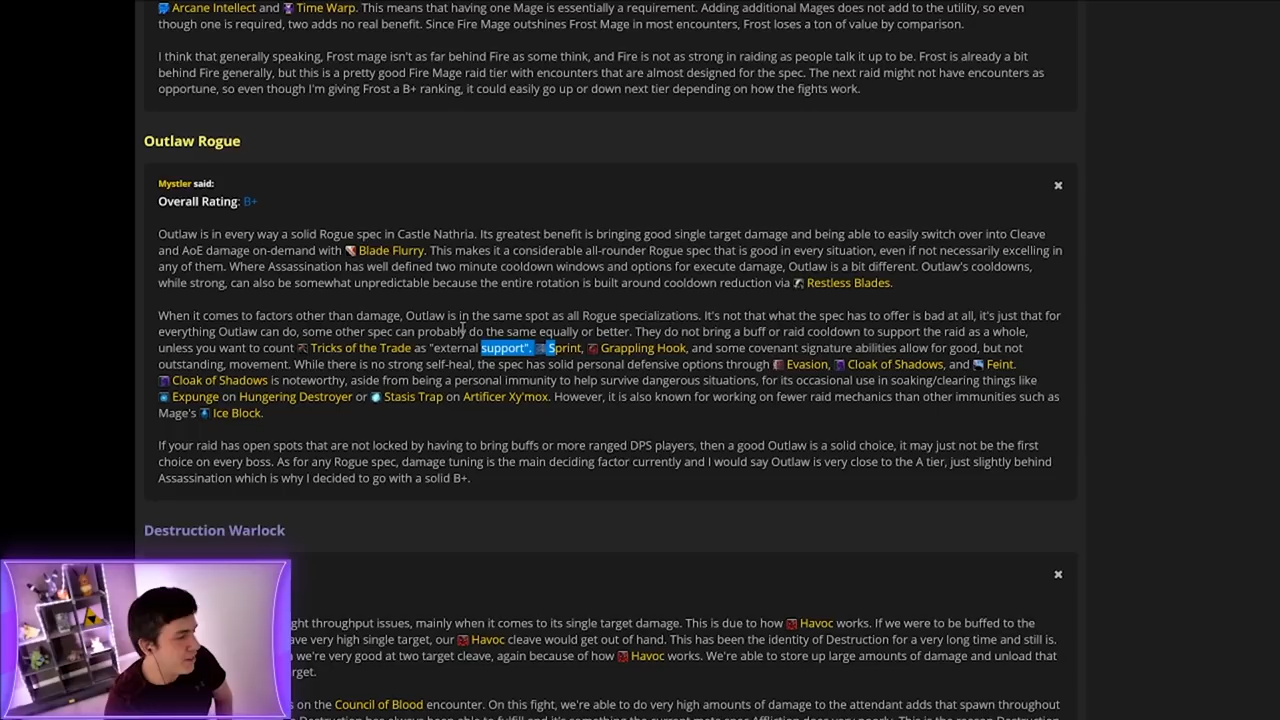 Arcane Intellect and Time Warp. This means that having one Mage is essentially a requirement. Adding additional Mages does not add to the utility, so even
though one is required, two adds no real benefit. Since Fire Mage outshines Frost Mage in most encounters, Frost loses a ton of value by comparison.
I think that generally speaking, Frost mage isn't as far behind Fire as some think, and Fire is not as strong in raiding as people talk it up to be. Frost is already a bit
behind Fire generally, but this is a pretty good Fire Mage raid tier with encounters that are almost designed for the spec. The next raid might not have encounters as
opportune, so even though I'm giving Frost a B+ ranking, it could easily go up or down next tier depending on how the fights work.
Outlaw Rogue
Mystler said:
Overall Rating: B+
Outlaw is in every way a solid Rogue spec in Castle Nathria. Its greatest benefit is bringing good single target damage and being able to easily switch over into Cleave
and AoE damage on-demand with Blade Flurry. This makes it a considerable all-rounder Rogue spec that is good in every situation, even if not necessarily excelling in
any of them. Where Assassination has well defined two minute cooldown windows and options for execute damage, Outlaw is a bit different. Outlaw's cooldowns,
while strong, can also be somewhat unpredictable because the entire rotation is built around cooldown reduction via Restless Blades.
When it comes to factors other than damage, Outlaw is in the same spot as all Rogue specializations. It's not that what the spec has to offer is bad at all, it's just that for
everything Outlaw can do, some other spec can probably do the same equally or better. They do not bring a buff or raid cooldown to support the raid as a whole,
unless you want to count Tricks of the Trade as "external support". Sprint, Grappling Hook, and some covenant signature abilities allow for good, but not
outstanding, movement. While there is no strong self-heal, the spec has solid personal defensive options through Evasion, Cloak of Shadows, and Feint.
Cloak of Shadows is noteworthy, aside from being a personal immunity to help survive dangerous situations, for its occasional use in soaking/clearing things like
Expunge on Hungering Destroyer or Stasis Trap on Artificer Xy'mox. However, it is also known for working on fewer raid mechanics than other immunities such as
Mage's Ice Block.
If your raid has open spots that are not locked by having to bring buffs or more ranged DPS players, then a good Outlaw is a solid choice, it may just not be the first
choice on every boss. As for any Rogue spec, damage tuning is the main deciding factor currently and I would say Outlaw is very close to the A tier, just slightly behind
Assassination which is why I decided to go with a solid B+.
Destruction Warlock
ght throughput issues, mainly when it comes to its single target damage. This is due to how Havoc works. If we were to be buffed to the
ave very high single target, our Havoc cleave would get out of hand. This has been the identity of Destruction for a very long time and still is.
we're very good at two target cleave, again because of how Havoc works. We're able to store up large amounts of damage and unload that
rget.
on the Council of Blood encounter. On this fight, we're able to do very high amounts of damage to the attendant adds that spawn throughout